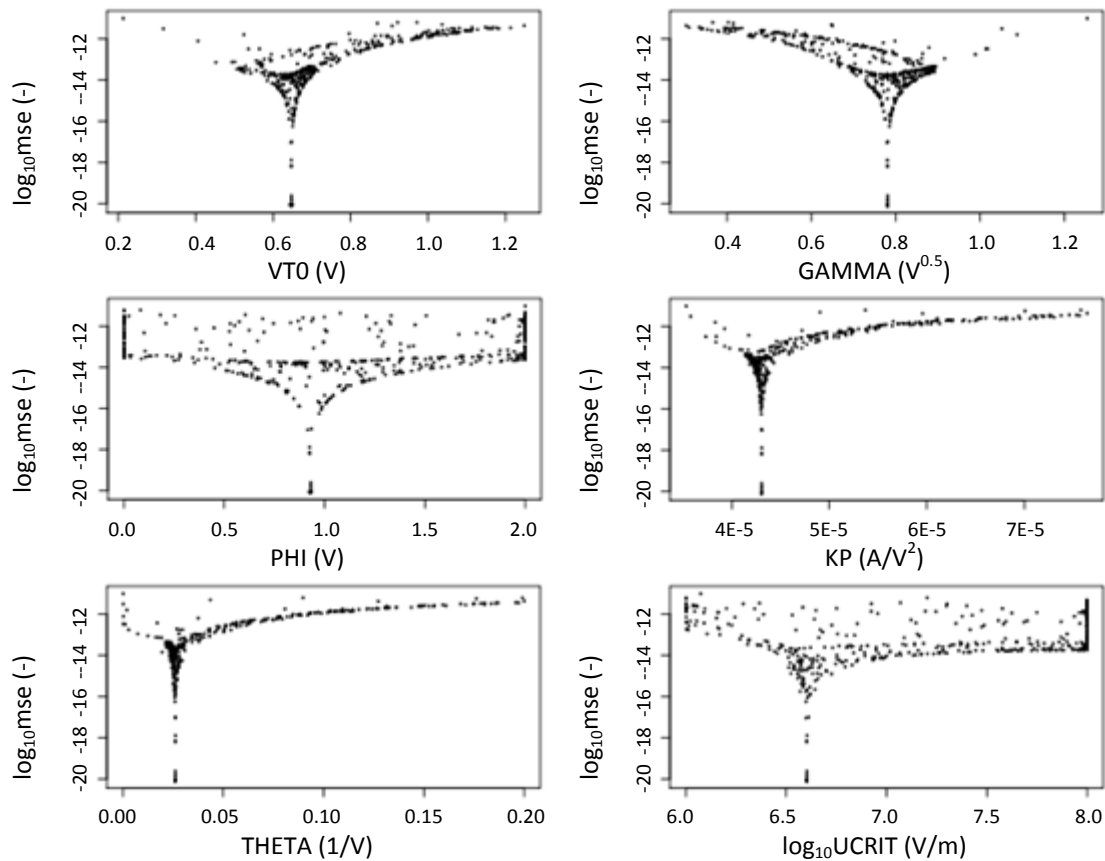 log10mse (-)
-20 -18 -16 -14 -12
0.2 0.4 0.6 0.8 1.0 1.2
VT0 (V)
log10mse (-)
-20 -18 -16 -14 -12
0.4 0.6 0.8 1.0 1.2
GAMMA (V0.5)
log10mse (-)
-20 -18 -16 -14 -12
0.0 0.5 1.0 1.5 2.0
PHI (V)
log10mse (-)
-20 -18 -16 -14 -12
4E-5 5E-5 6E-5 7E-5
KP (A/V2)
log10mse (-)
-20 -18 -16 -14 -12
0.00 0.05 0.10 0.15 0.20
THETA (1/V)
log10mse (-)
-20 -18 -16 -14 -12
6.0 6.5 7.0 7.5 8.0
log10UCRIT (V/m)